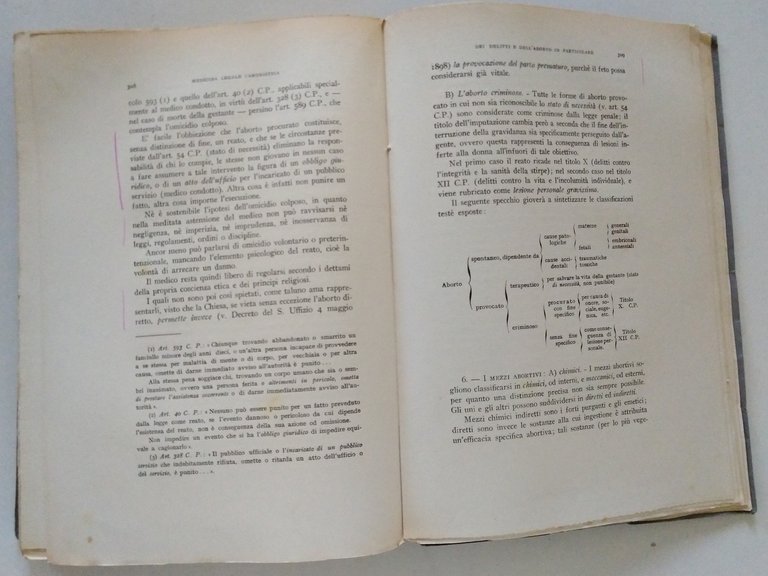 308
MEDICINA LEGALE CANONISTICA
colo 593 (1) e quello dell'art. 40 (2) C.P., applicabili special-
mente al medico condotto, in virtù dell'art. 328 (3) C.P., e —
nel caso di morte della gestante — persino l'art. 589 C.P., che
contempla l'omicidio colposo.
E' facile l'obbiezione che l'aborto procurato costituisce,
senza distinzione di fine, un reato, e che se le circostanze pre-
viste dall'art. 54 C.P. (stato di necessità) eliminano la respon-
sabilità di chi lo compie, le stesse non giovano in nessun caso
a fare assumere a tale intervento la figura di un obbligo giu-
ridico, o di un atto dell'ufficio per l'incaricato di un pubblico
servizio (medico condotto). Altra cosa è infatti non punire un
fatto, altra cosa importe l'esecuzione.
Nè è sostenibile l'ipotesi dell'omicidio colposo, in quanto
nella meditata astensione del medico non può ravvisarsi nè
negligenza, nè imperizia, nè imprudenza, nè inosservanza di
leggi, regolamenti, ordini o discipline.
Ancor meno può parlarsi di omicidio volontario o preterin-
tenzionale, mancando l'elemento psicologico del reato, cioè la
volontà di arrecare un danno.
Il medico resta quindi libero di regolarsi secondo i dettami
della propria coscienza etica e dei principi religiosi.
I quali non sono poi così spietati, come taluno ama rappre-
sentarli, visto che la Chiesa, se vieta senza eccezione l'aborto di-
retto, permette invece (v. Decreto del S. Uffizio 4 maggio
(1) Art. 593 C. P.: «Chiunque trovando abbandonato o smarrito un
fanciullo minore degli anni dieci, o un'altra persona incapace di provvedere
a se stessa per malattia di mente o di corpo, per vecchiaia o per altra
causa, omette di darne immediato avviso all'autorità è punito...
Alla stessa pena soggiace chi, trovando un corpo umano che sia o sem-
bri inanimato, ovvero una persona ferita o altrimenti in pericolo, omette
di prestare l'assistenza occorrente o di darne immediatamente avviso all'au-
torità».
(2) Art. 40 C. P.: «Nessuno può essere punito per un fatto preveduto
dalla legge come reato, se l'evento dannoso o pericoloso da cui dipende
l'esistenza del reato, non è conseguenza della sua azione od omissione.
Non impedire un evento che si ha l'obbligo giuridico di impedire equi-
vale a cagionarlo».
(3) Art. 328 C. P.: «Il pubblico ufficiale o l'incaricato di un pubblico
servizio che indebitamente rifiuta, omette o ritarda un atto dell'ufficio o
del servizio, è punito...»
DEI DELITTI E DELL'ABORTO IN PARTICOLARE
309
1898) la provocazione del parto prematuro, purchè il feto possa
considerarsi già vitale.
B) L'aborto criminoso. - Tutte le forme di aborto provo-
cato in cui non sia riconoscibile lo stato di necessità (v. art. 54
C.P.) sono considerate come criminose dalla legge penale; il
titolo dell'imputazione cambia però a seconda che il fine dell'in-
terruzione della gravidanza sia specificamente perseguito dall'a-
gente, ovvero questa rappresenti la conseguenza di lesioni infe-
rte alla donna all'infuori di tale obiettivo.
Nel primo caso il reato ricade nel titolo X (delitti contro
l'integrità e la sanità della stirpe); nel secondo caso nel titolo
XII C.P. (delitti contro la vita e l'incolumità individuale), e
viene rubricato come lesione personale gravissima.
Il seguente specchio gioverà a sintetizzare le classificazioni
testè esposte:
Aborto
spontaneo, dipendente da
cause pato-
logiche
materne
generali
genitali
fetali
ombelicali
annessiali
cause acci-
dentali
traumatiche
tossiche
provocato
terapeutico
per salvare la vita della gestante (stato
di necessità, non punibile)
criminoso
procurato
con fine
specifico
per causa di
onore, so-
ciale, euge-
netica, etc.
Titolo
X C.P.
senza fine
specifico
come conse-
guenza di
lesione per-
sonale.
Titolo
XII C.P.
6. — I MEZZI ABORTIVI: A) chimici. - I mezzi abortivi so-
gliono classificarsi in chimici, od interni, e meccanici, od esterni,
per quanto una distinzione precisa non sia sempre possibile.
Gli uni e gli altri possono suddividersi in diretti ed indiretti.
Mezzi chimici indiretti sono i forti purganti e gli emetici;
diretti sono invece le sostanze alla cui ingestione è attribuita
un'efficacia specifica abortiva; tali sostanze (per lo più vege-